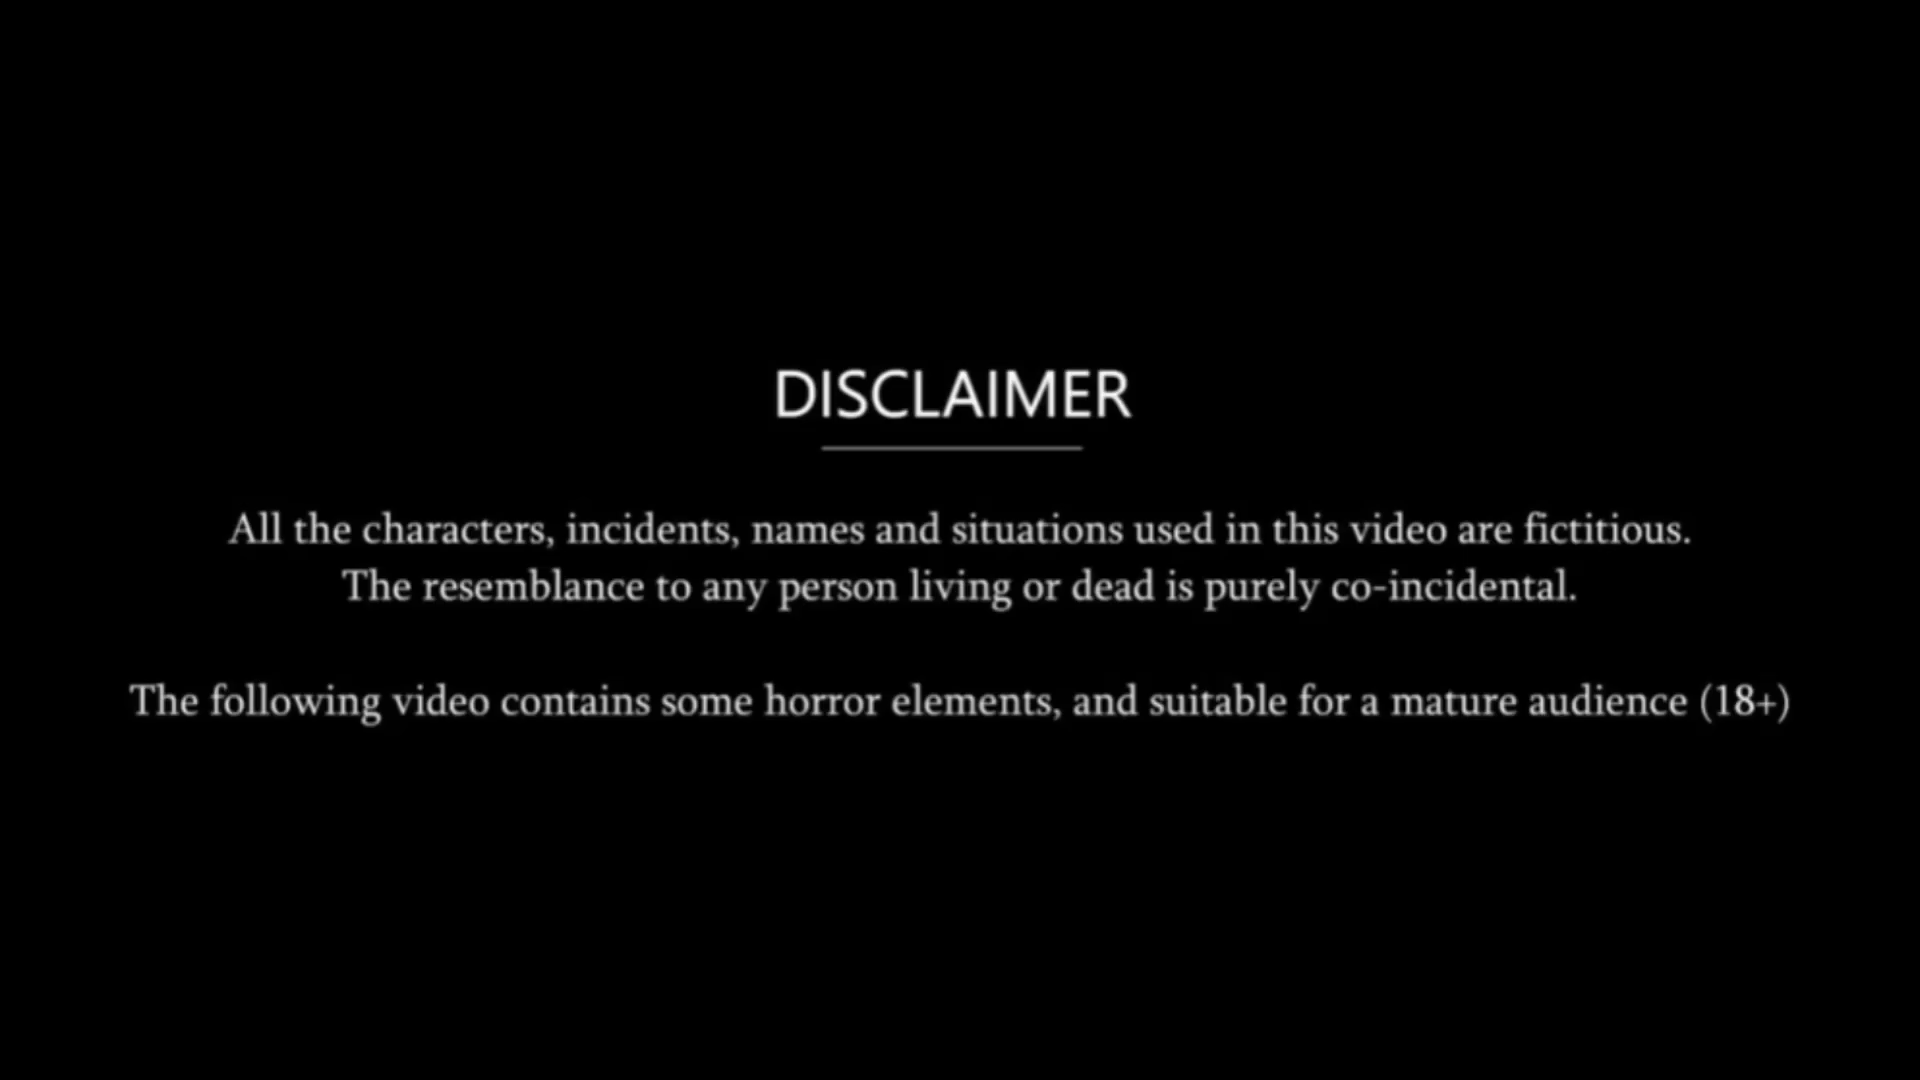 DISCLAIMER
All the characters, incidents, names and situations used in this video are fictitious.
The resemblance to any person living or dead is purely co-incidental.
The following video contains some horror elements, and suitable for a mature audience (18+)